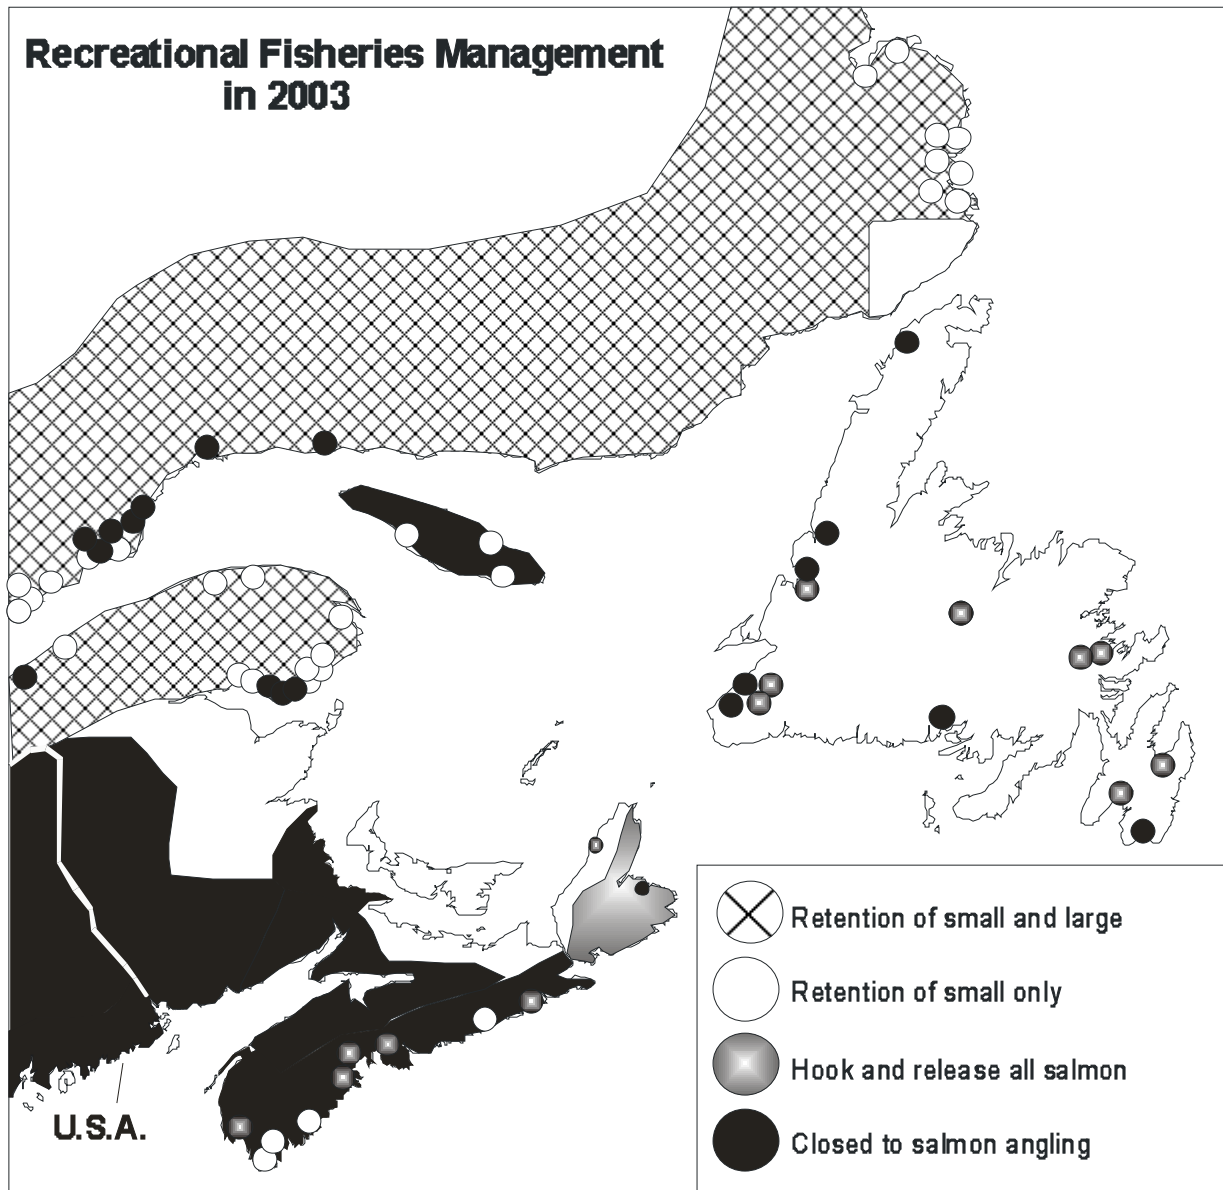 Recreational Fisheries Management
in 2003
U.S.A.
Retention of small and large
Retention of small only
Hook and release all salmon
Closed to salmon angling